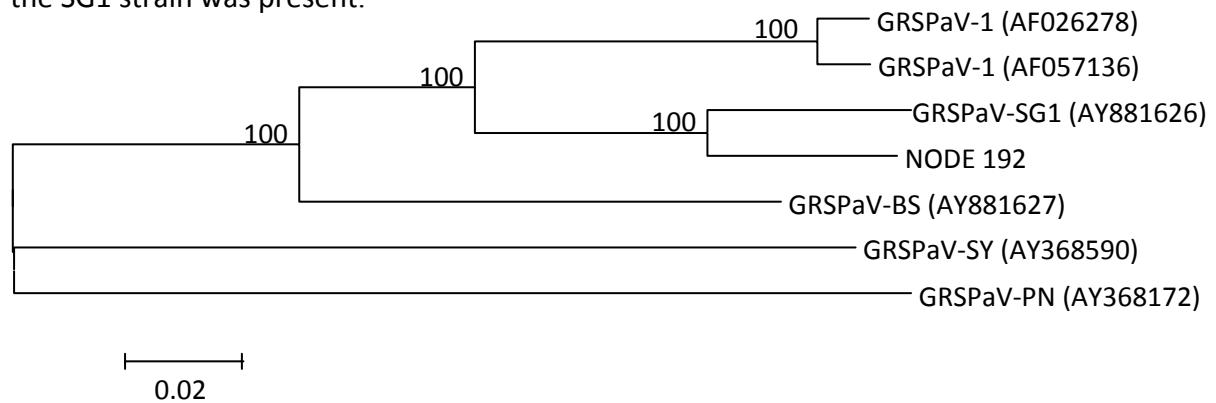 the SG1 strain was present.
GRSPaV-1 (AF026278)
100
GRSPaV-1 (AF057136)
100
GRSPaV-SG1 (AY881626)
100
100
NODE 192
GRSPaV-BS (AY881627)
GRSPaV-SY (AY368590)
GRSPaV-PN (AY368172)
0.02